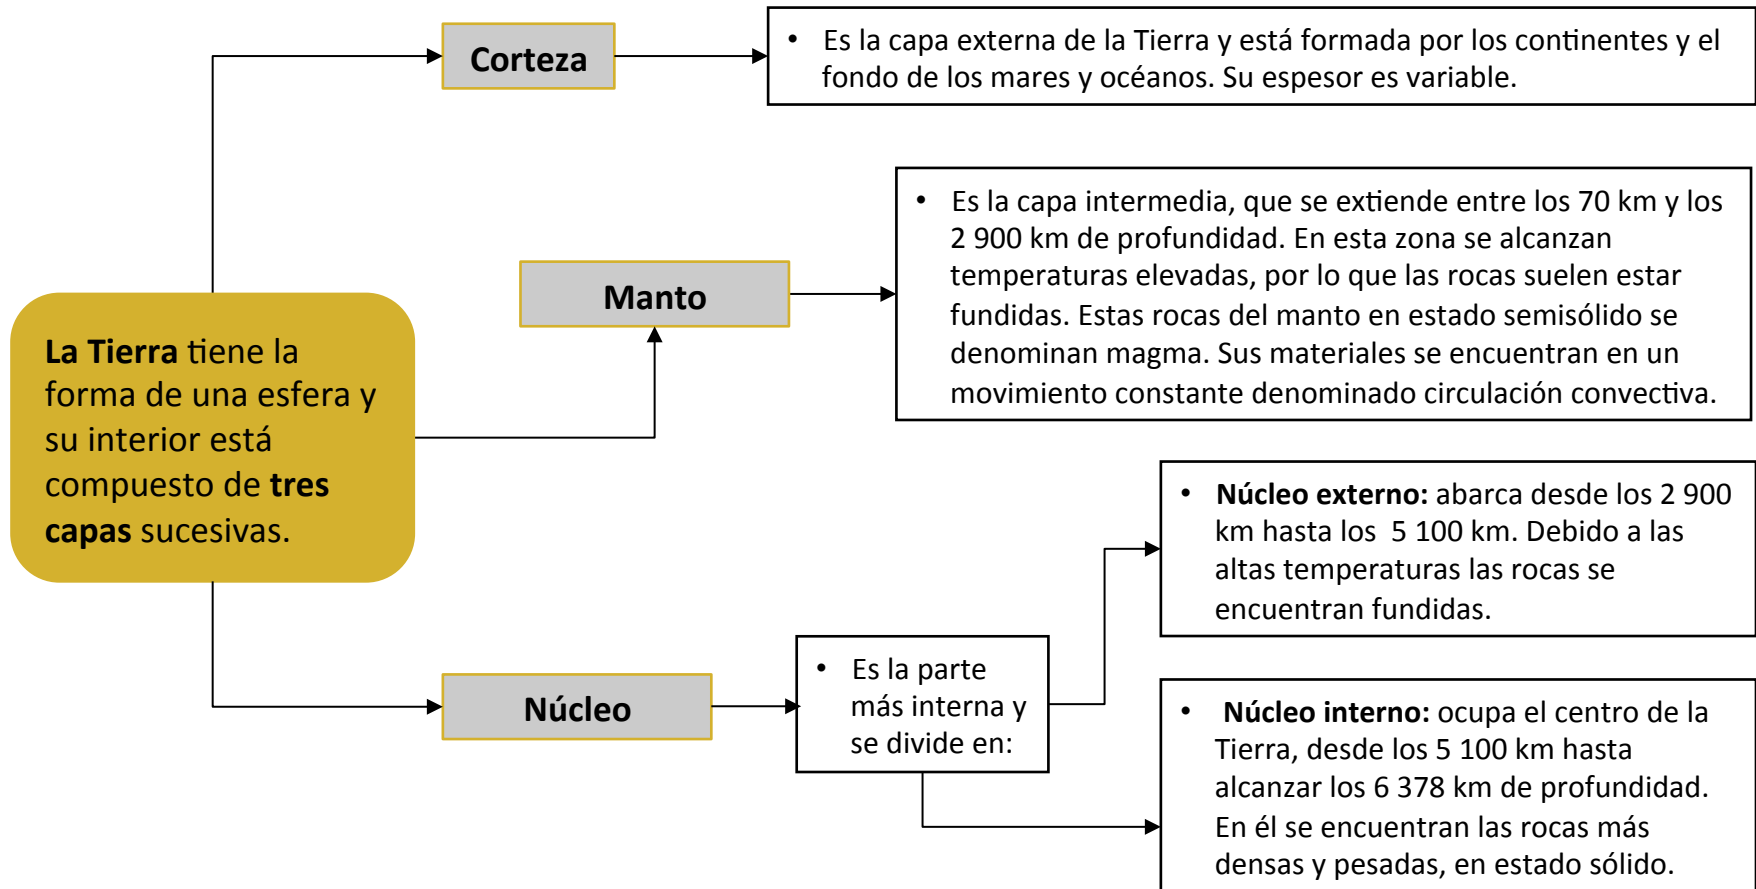 La Tierra tiene la
forma de una esfera y
su interior está
compuesto de tres
capas sucesivas.
Corteza
• Es la capa externa de la Tierra y está formada por los continentes y el
fondo de los mares y océanos. Su espesor es variable.
Manto
• Es la capa intermedia, que se extiende entre los 70 km y los
2 900 km de profundidad. En esta zona se alcanzan
temperaturas elevadas, por lo que las rocas suelen estar
fundidas. Estas rocas del manto en estado semisólido se
denominan magma. Sus materiales se encuentran en un
movimiento constante denominado circulación convectiva.
Núcleo
• Es la parte
más interna y
se divide en:
• Núcleo externo: abarca desde los 2 900
km hasta los 5 100 km. Debido a las
altas temperaturas las rocas se
encuentran fundidas.
• Núcleo interno: ocupa el centro de la
Tierra, desde los 5 100 km hasta
alcanzar los 6 378 km de profundidad.
En él se encuentran las rocas más
densas y pesadas, en estado sólido.